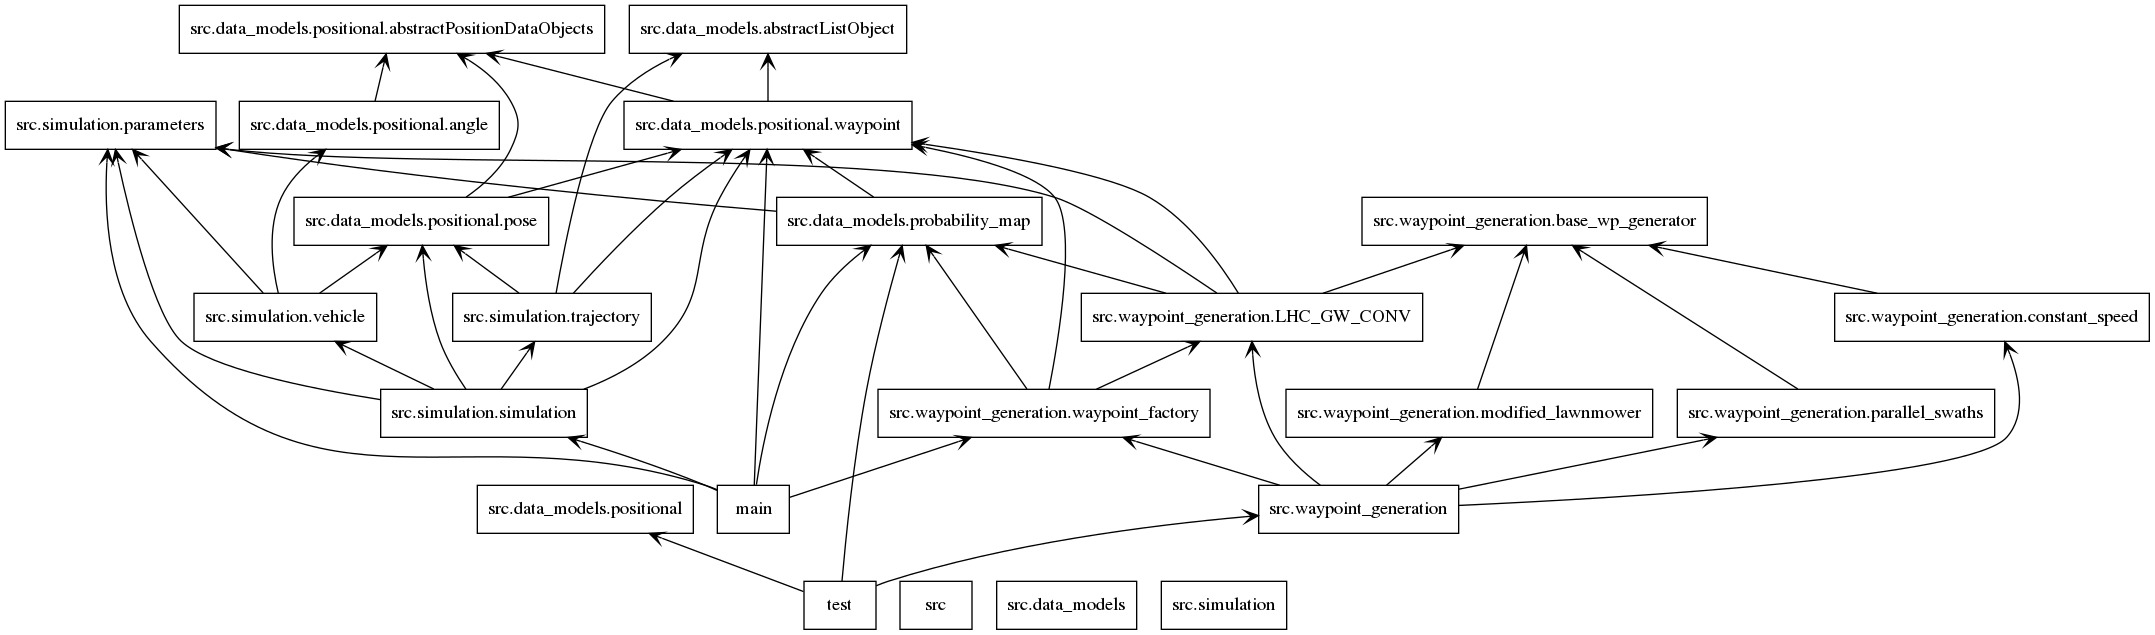 src.data_models.positional.abstractPositionDataObjects
src.data_models.abstractListObject
src.simulation.parameters
src.data_models.positional.angle
src.data_models.positional.waypoint
src.data_models.positional.pose
src.data_models.probability_map
src.waypoint_generation.base_wp_generator
src.simulation.vehicle
src.simulation.trajectory
src.waypoint_generation.LHC_GW_CONV
src.waypoint_generation.constant_speed
src.simulation.simulation
src.waypoint_generation.waypoint_factory
src.waypoint_generation.modified_lawnmower
src.waypoint_generation.parallel_swaths
src.data_models.positional
main
src.waypoint_generation
test
src
src.data_models
src.simulation